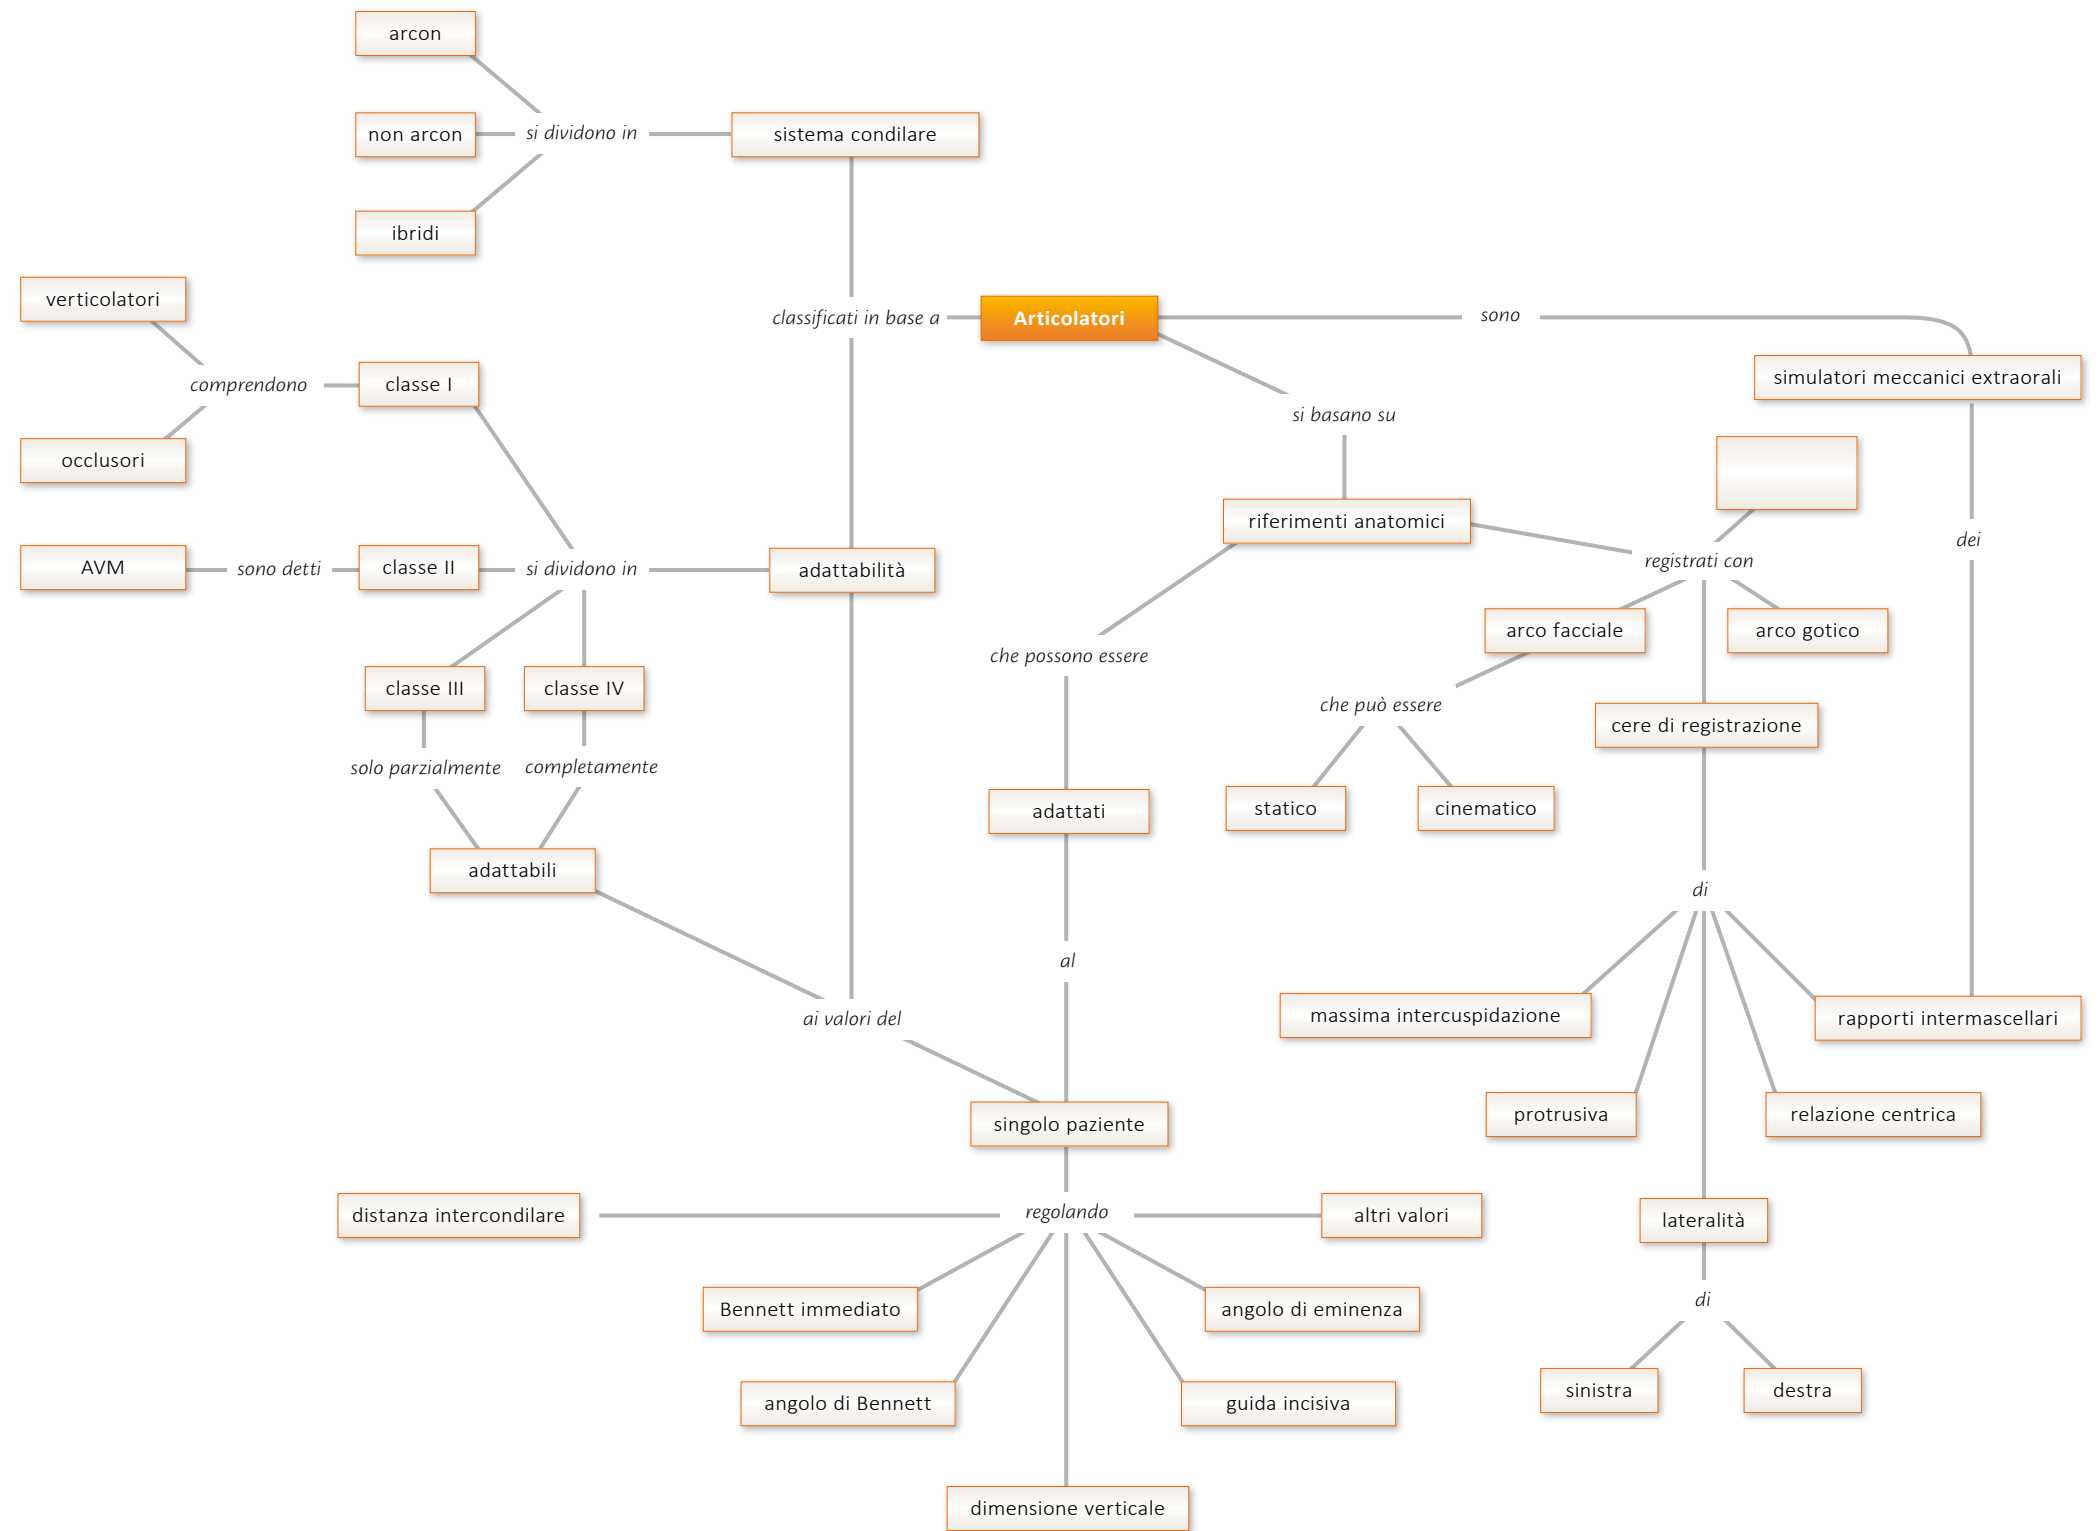 arcon
non arcon
si dividono in
sistema condilare
ibridi
verticolatori
classificati in base a
Articolatori
sono
comprendono
classe I
simulatori meccanici extraorali
si basano su
occlusori
riferimenti anatomici
dei
AVM
sono detti
classe II
si dividono in
adattabilità
registrati con
arco facciale
arco gotico
che possono essere
classe III
classe IV
che può essere
cere di registrazione
solo parzialmente
completamente
adattati
statico
cinematico
adattabili
di
al
massima intercuspidazione
rapporti intermascellari
ai valori del
singolo paziente
protrusiva
relazione centrica
distanza intercondilare
regolando
altri valori
lateralità
Bennett immediato
angolo di eminenza
di
angolo di Bennett
guida incisiva
sinistra
destra
dimensione verticale